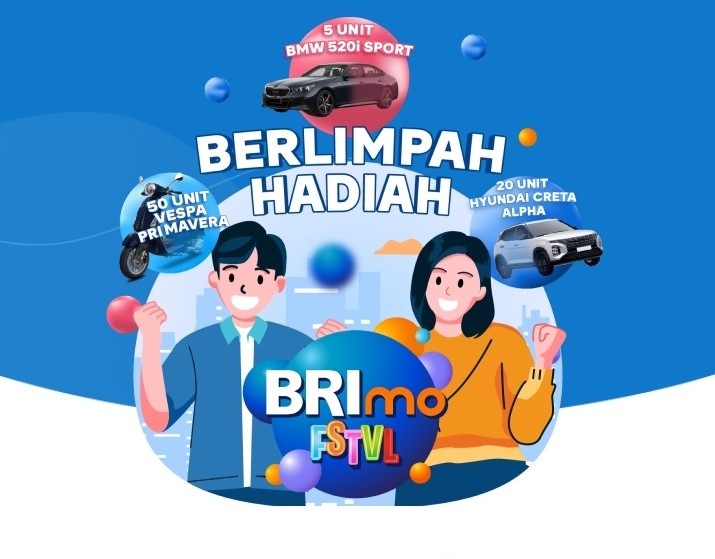 5 UNIT
BMW 520i SPORT
BERLIMPAH
HADIAH
50 UNIT
VESPA
PRIMAVERA
20 UNIT
HYUNDAI CRETA
ALPHA
BRImo
FSTVL